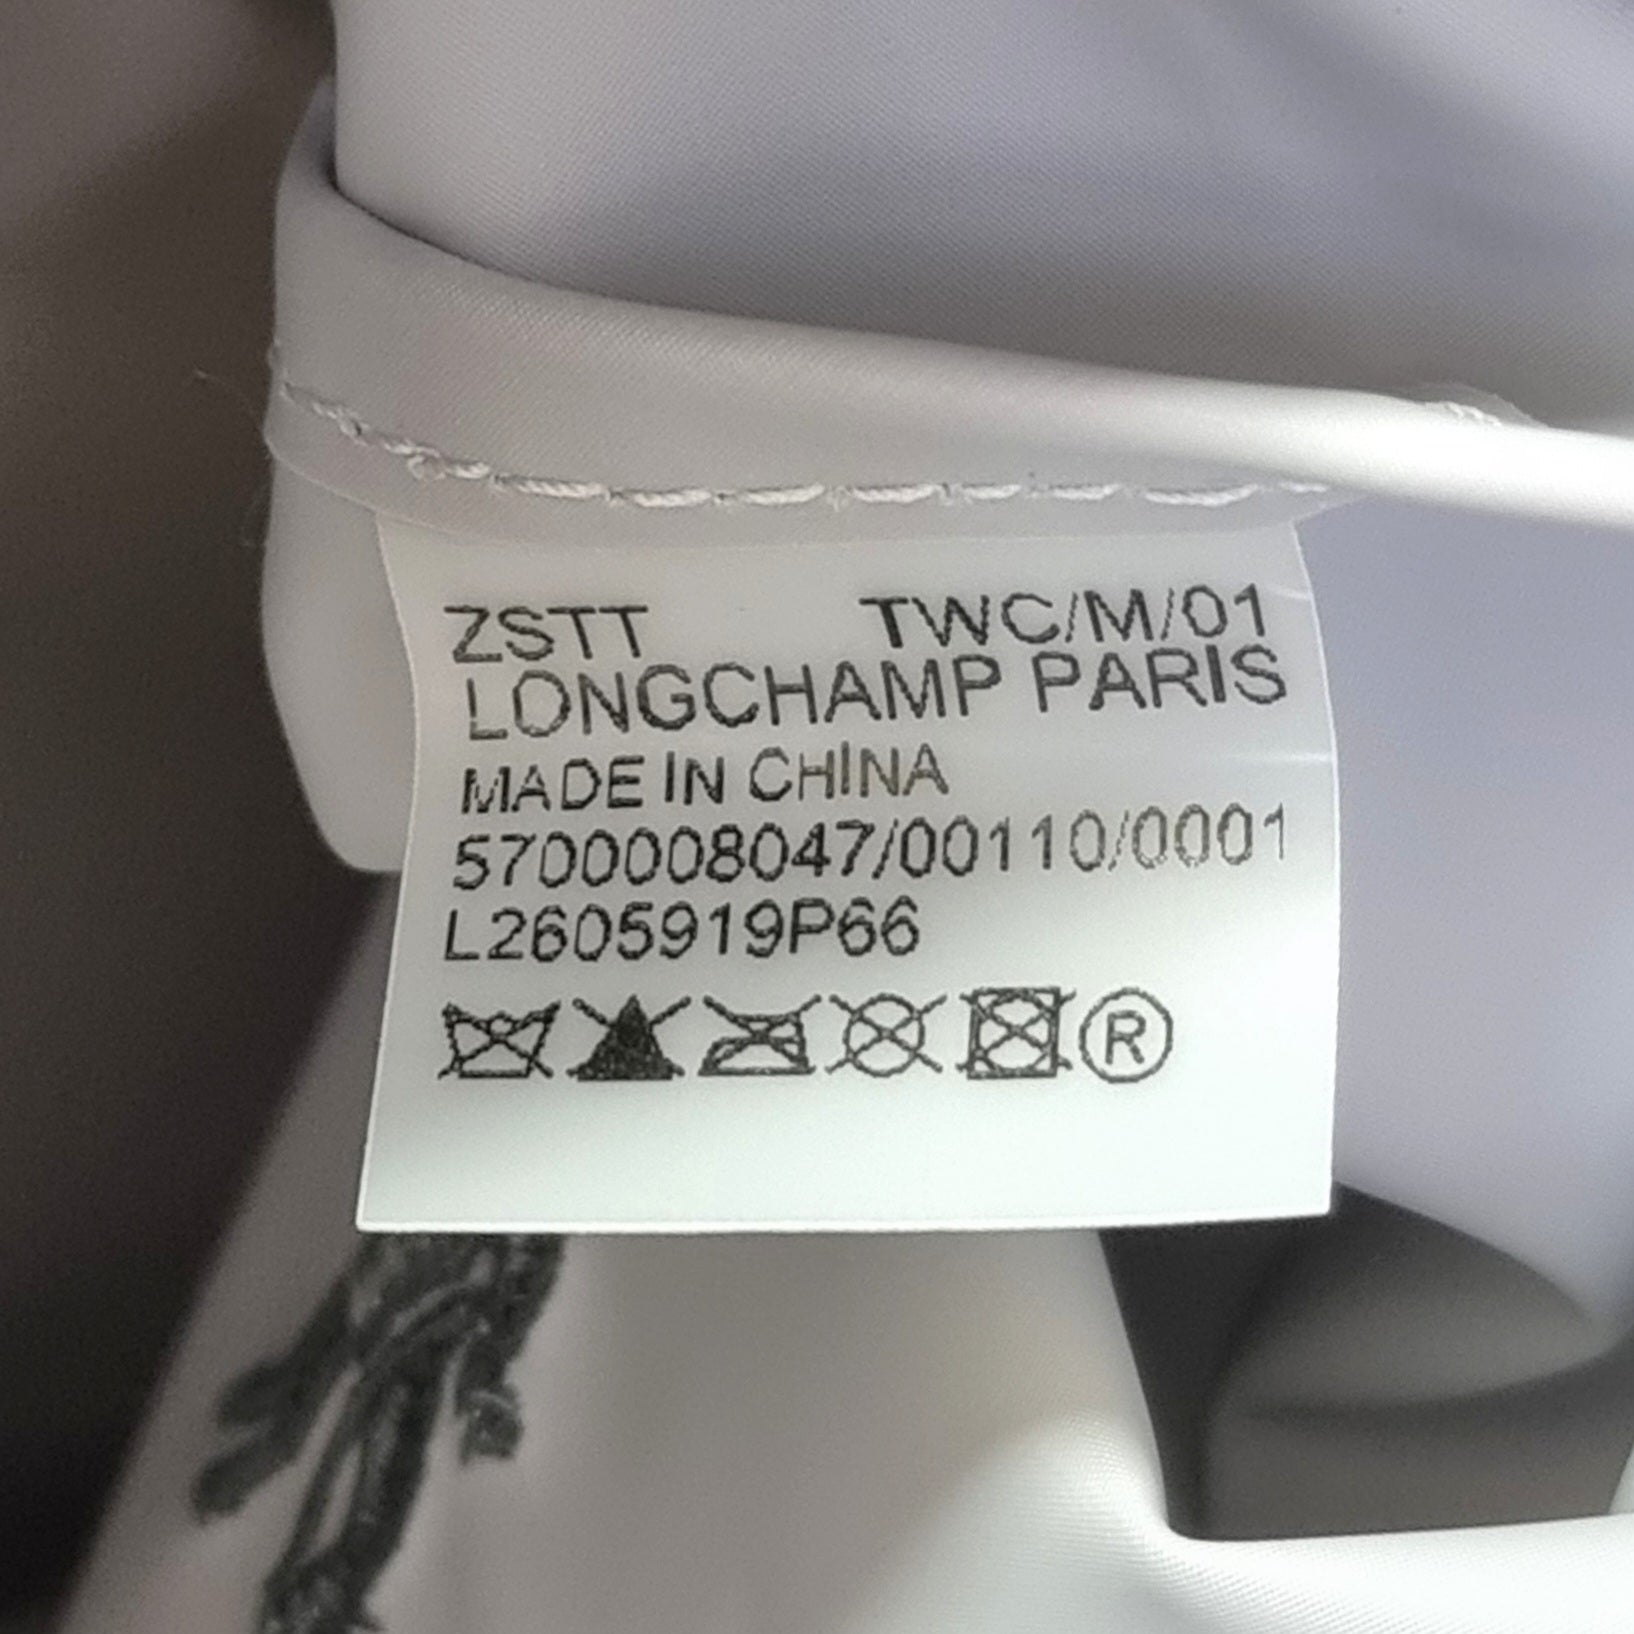 ZSTT TWC/M/01
LONGCHAMP PARIS
MADE IN CHINA
5700008047/00110/0001
L2605919P66
®